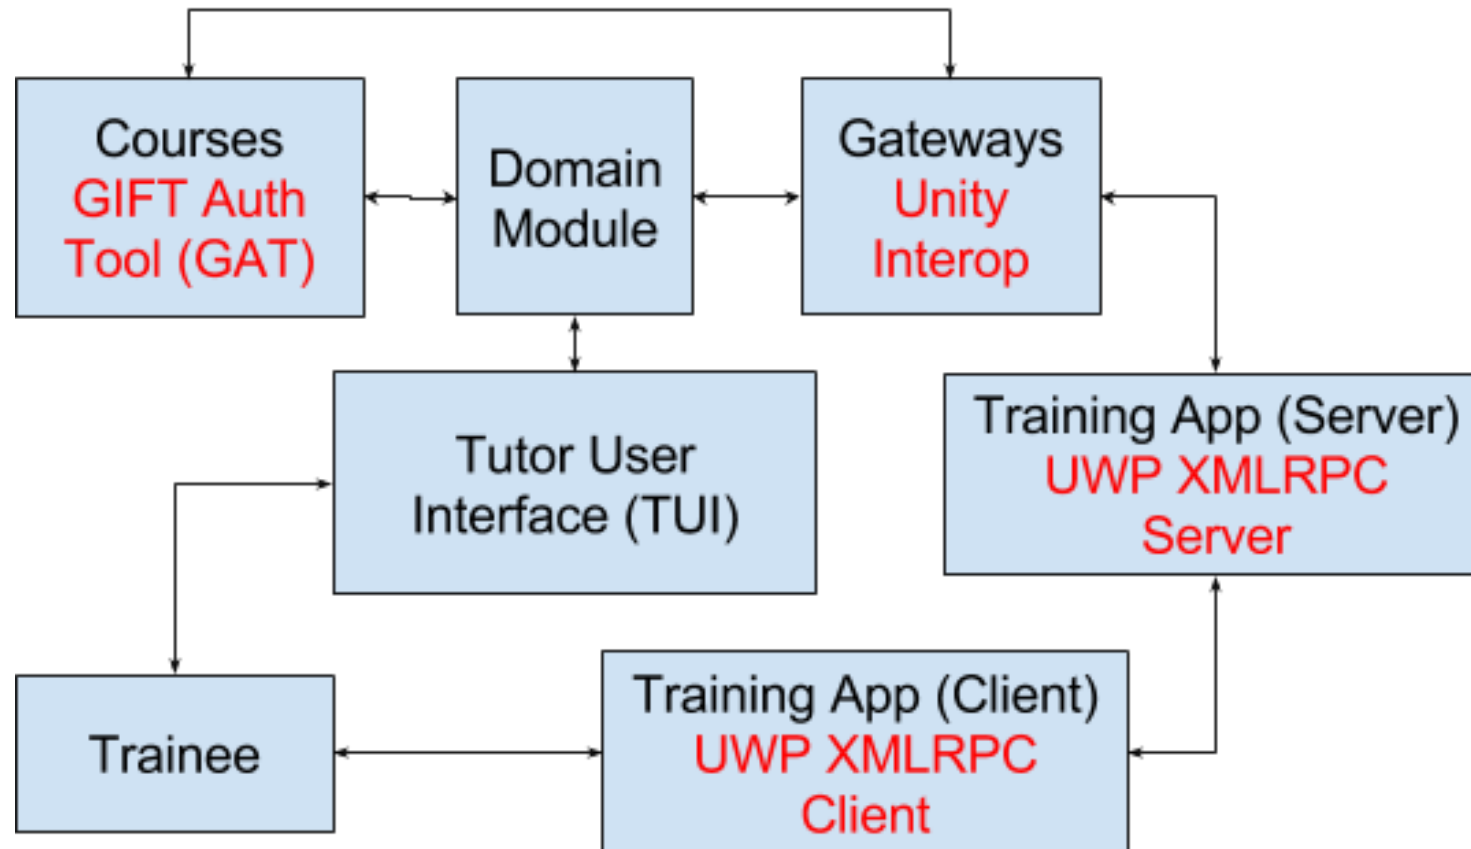 Courses
GIFT Auth
Tool (GAT)
Domain
Module
Gateways
Unity
Interop
Tutor User
Interface (TUI)
Training App (Server)
UWP XMLRPC
Server
Trainee
Training App (Client)
UWP XMLRPC
Client